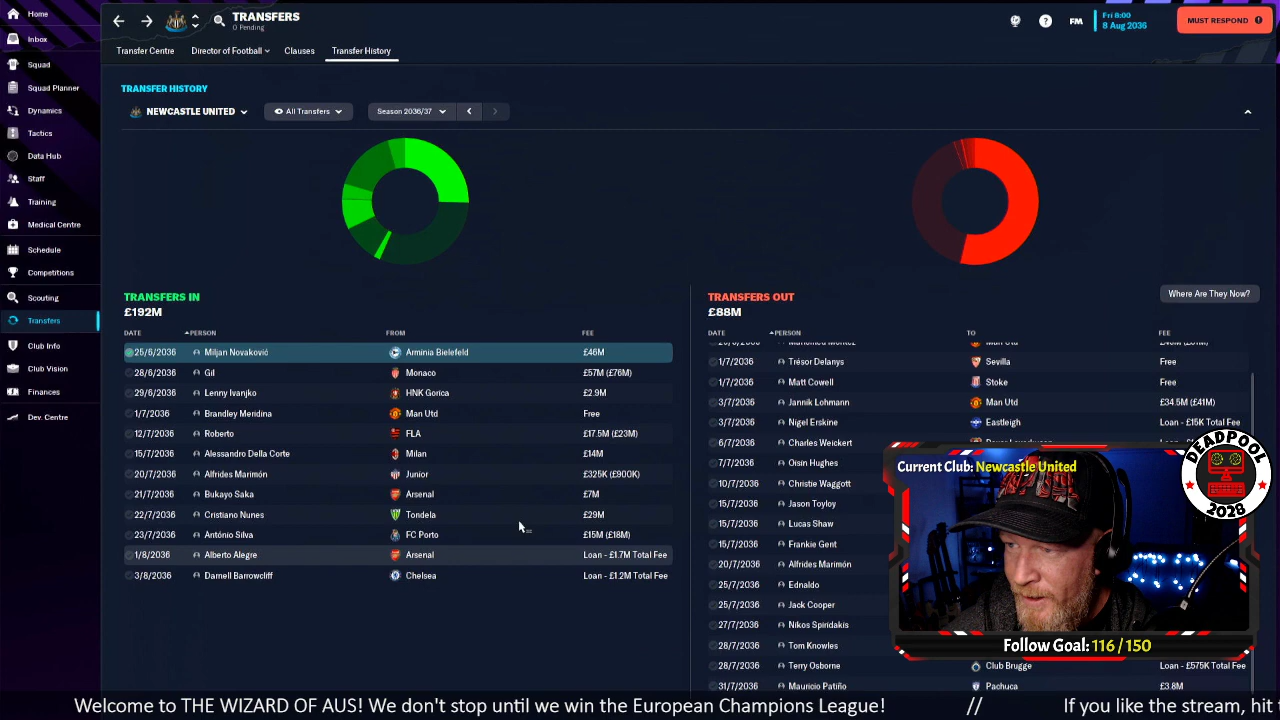 Home
Inbox
Squad
Squad Planner
Dynamics
Tactics
Data Hub
Staff
Training
Medical Centre
Schedule
Competitions
Scouting
Transfers
Club Info
Club Vision
Finances
Dev. Centre
TRANSFERS
0 Pending
FM
Fri 8:00
8 Aug 2036
MUST RESPOND
Transfer Centre
Director of Football
Clauses
Transfer History
TRANSFER HISTORY
NEWCASTLE UNITED
All Transfers
Season 2036/37
TRANSFERS IN
£192M
DATE PERSON FROM FEE
25/6/2036 Miljan Novaković Arminia Bielefeld £46M
28/6/2036 Gil Monaco £57M (£76M)
29/6/2036 Lenny Ivanjko HNK Gorica £2.9M
1/7/2036 Brandley Meridina Man Utd Free
12/7/2036 Roberto FLA £17.5M (£23M)
15/7/2036 Alessandro Della Corte Milan £14M
20/7/2036 Alfrides Marimón Junior £325K (£900K)
21/7/2036 Bukayo Saka Arsenal £7M
22/7/2036 Cristiano Nunes Tondela £29M
23/7/2036 António Silva FC Porto £15M (£18M)
1/8/2036 Alberto Alegre Arsenal Loan - £1.7M Total Fee
3/8/2036 Darnell Barrowcliff Chelsea Loan - £1.2M Total Fee
TRANSFERS OUT
£88M
Where Are They Now?
DATE PERSON TO FEE
1/7/2036 Trésor Delanys Sevilla Free
1/7/2036 Matt Cowell Stoke Free
3/7/2036 Jannik Lohmann Man Utd £34.5M (£41M)
3/7/2036 Nigel Erskine Eastleigh Loan - £15K Total Fee
6/7/2036 Charles Weickert
7/7/2036 Oisín Hughes
10/7/2036 Christie Waggott
15/7/2036 Jason Toyloy
15/7/2036 Lucas Shaw
15/7/2036 Frankie Gent
20/7/2036 Alfrides Marimón
25/7/2036 Ednaldo
25/7/2036 Jack Cooper
27/7/2036 Nikos Spiridakis
28/7/2036 Tom Knowles
28/7/2036 Terry Osborne Club Brugge Loan - £575K Total Fee
31/7/2036 Mauricio Patiño Pachuca £3.8M
Current Club: Newcastle United
DEADPOOL
2028
Follow Goal: 116 / 150
Welcome to THE WIZARD OF AUS! We don't stop until we win the European Champions League! // If you like the stream, hit